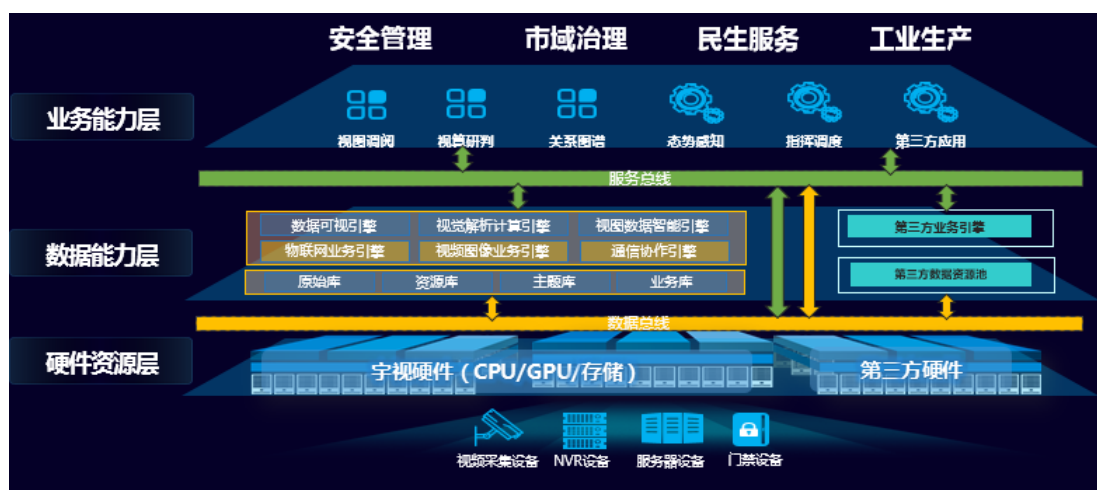 安全管理 市域治理 民生服务 工业生产
业务能力层
视图调阅 视算研判 关系图谱 态势感知 指挥调度 第三方应用
服务总线
数据可视引擎 视觉解析计算引擎 视图数据智能引擎 第三方业务引擎
数据能力层
物联网业务引擎 视频图像业务引擎 通信协作引擎
原始库 资源库 主题库 业务库 第三方数据资源池
数据总线
硬件资源层
宇视硬件（CPU/GPU/存储） 第三方硬件
视频采集设备 NVR设备 服务器设备 门禁设备